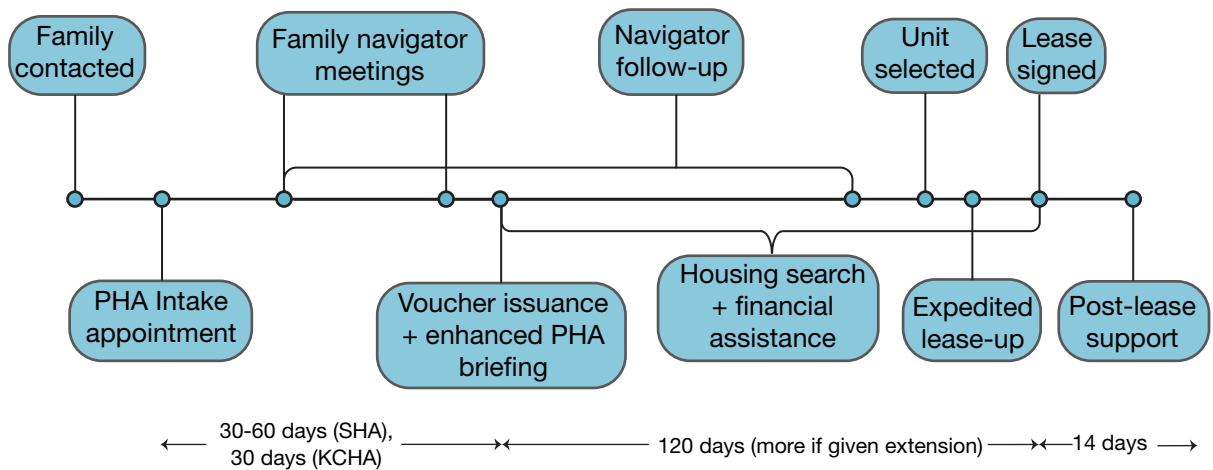 Family
contacted
Family navigator
meetings
Navigator
follow-up
Unit
selected
Lease
signed
PHA Intake
appointment
Voucher issuance
+ enhanced PHA
briefing
Housing search
+ financial
assistance
Expedited
lease-up
Post-lease
support
30-60 days (SHA),
30 days (KCHA)
120 days (more if given extension)
14 days